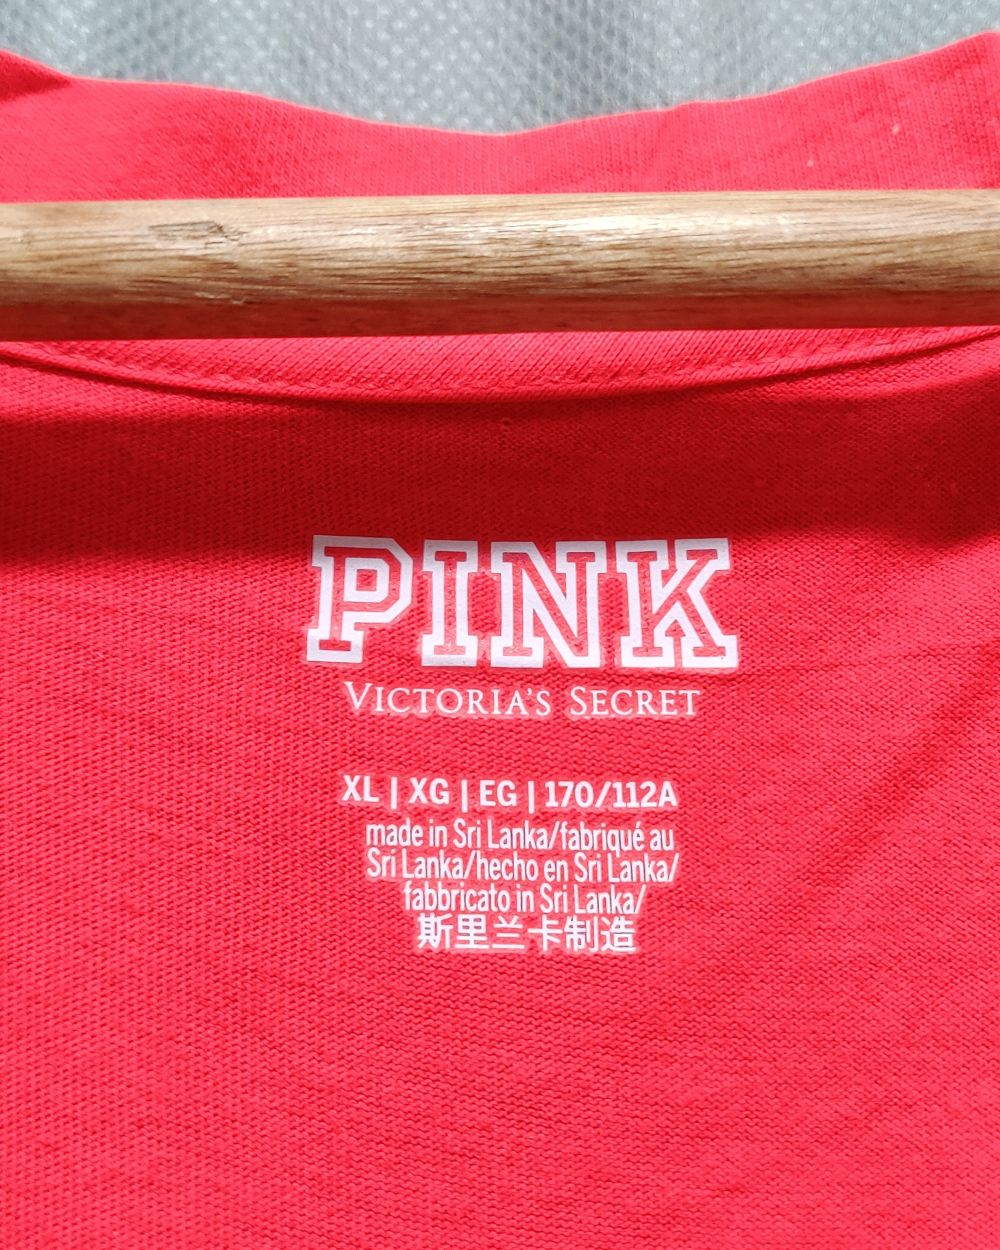 PINK
VICTORIA'S SECRET
XL | XG | EG | 170/112A
made in Sri Lanka/fabriqué au
Sri Lanka/hecho en Sri Lanka/
fabbricato in Sri Lanka/
斯里兰卡制造